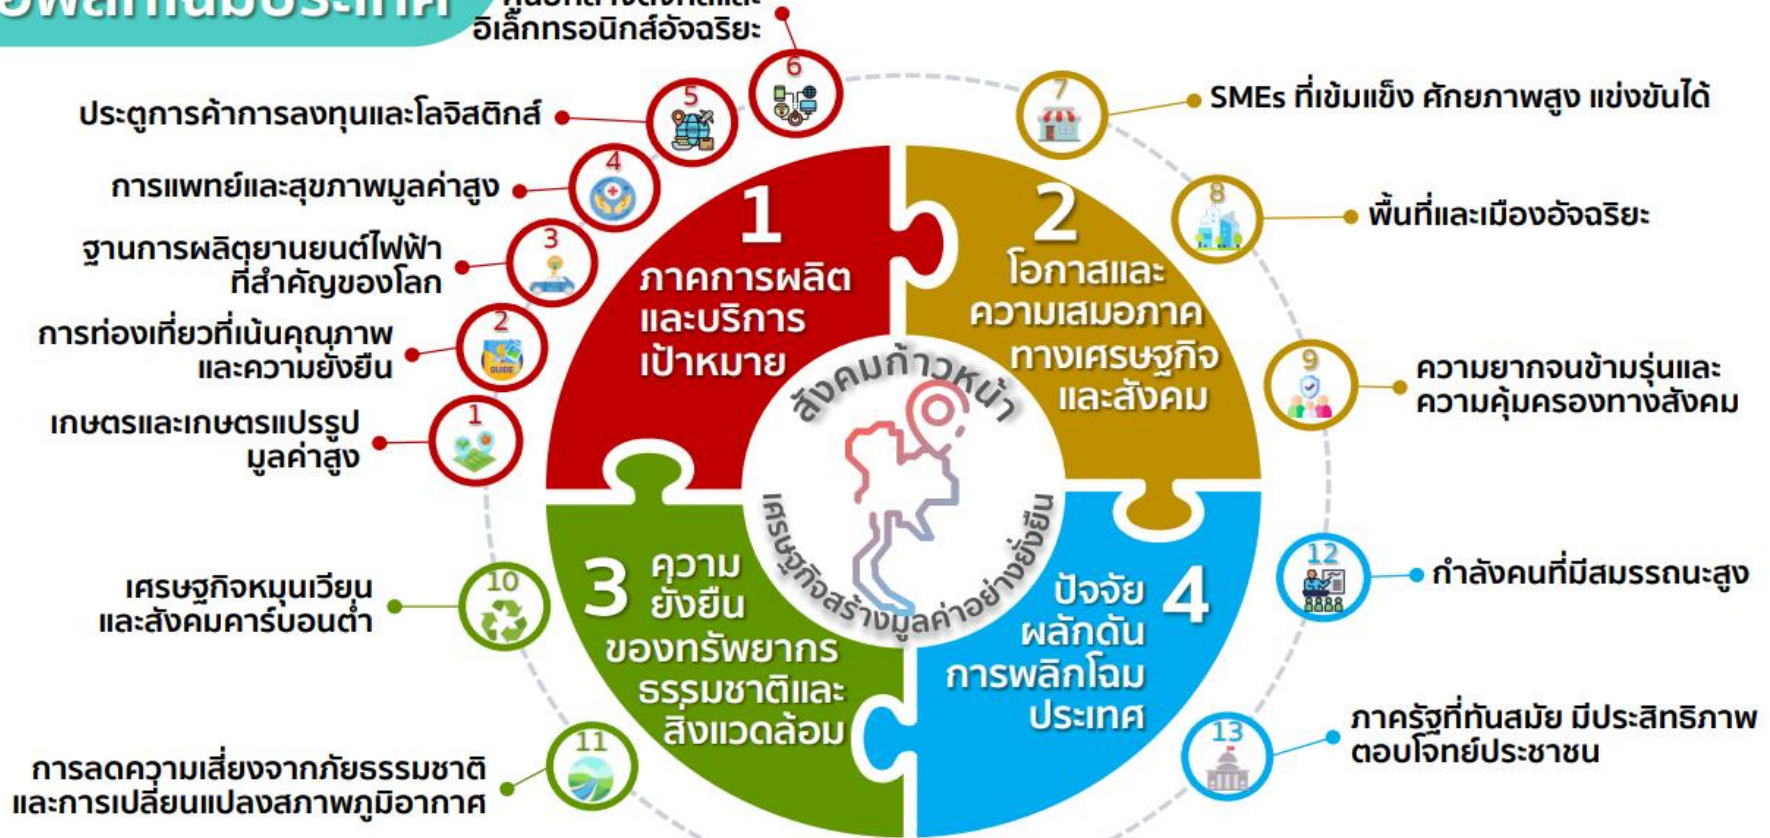 อิเล็กทรอนิกส์อัจฉริยะ
6
5
ประตูการค้าการลงทุนและโลจิสติกส์
4
การแพทย์และสุขภาพมูลค่าสูง
3
ฐานการผลิตยานยนต์ไฟฟ้า
ที่สำคัญของโลก
2
GUIDE
การท่องเที่ยวที่เน้นคุณภาพ
และความยั่งยืน
1
เกษตรและเกษตรแปรรูป
มูลค่าสูง
7
SMEs ที่เข้มแข็ง ศักยภาพสูง แข่งขันได้
8
พื้นที่และเมืองอัจฉริยะ
9
ความยากจนข้ามรุ่นและ
ความคุ้มครองทางสังคม
1
ภาคการผลิต
และบริการ
เป้าหมาย
2
โอกาสและ
ความเสมอภาค
ทางเศรษฐกิจ
และสังคม
สังคมก้าวหน้า
เศรษฐกิจสร้างมูลค่าอย่างยั่งยืน
3
ความ
ยั่งยืน
ของทรัพยากร
ธรรมชาติและ
สิ่งแวดล้อม
4
ปัจจัย
ผลักดัน
การพลิกโฉม
ประเทศ
10
เศรษฐกิจหมุนเวียน
และสังคมคาร์บอนต่ำ
11
การลดความเสี่ยงจากภัยธรรมชาติ
และการเปลี่ยนแปลงสภาพภูมิอากาศ
12
กำลังคนที่มีสมรรถนะสูง
13
ภาครัฐที่ทันสมัย มีประสิทธิภาพ
ตอบโจทย์ประชาชน